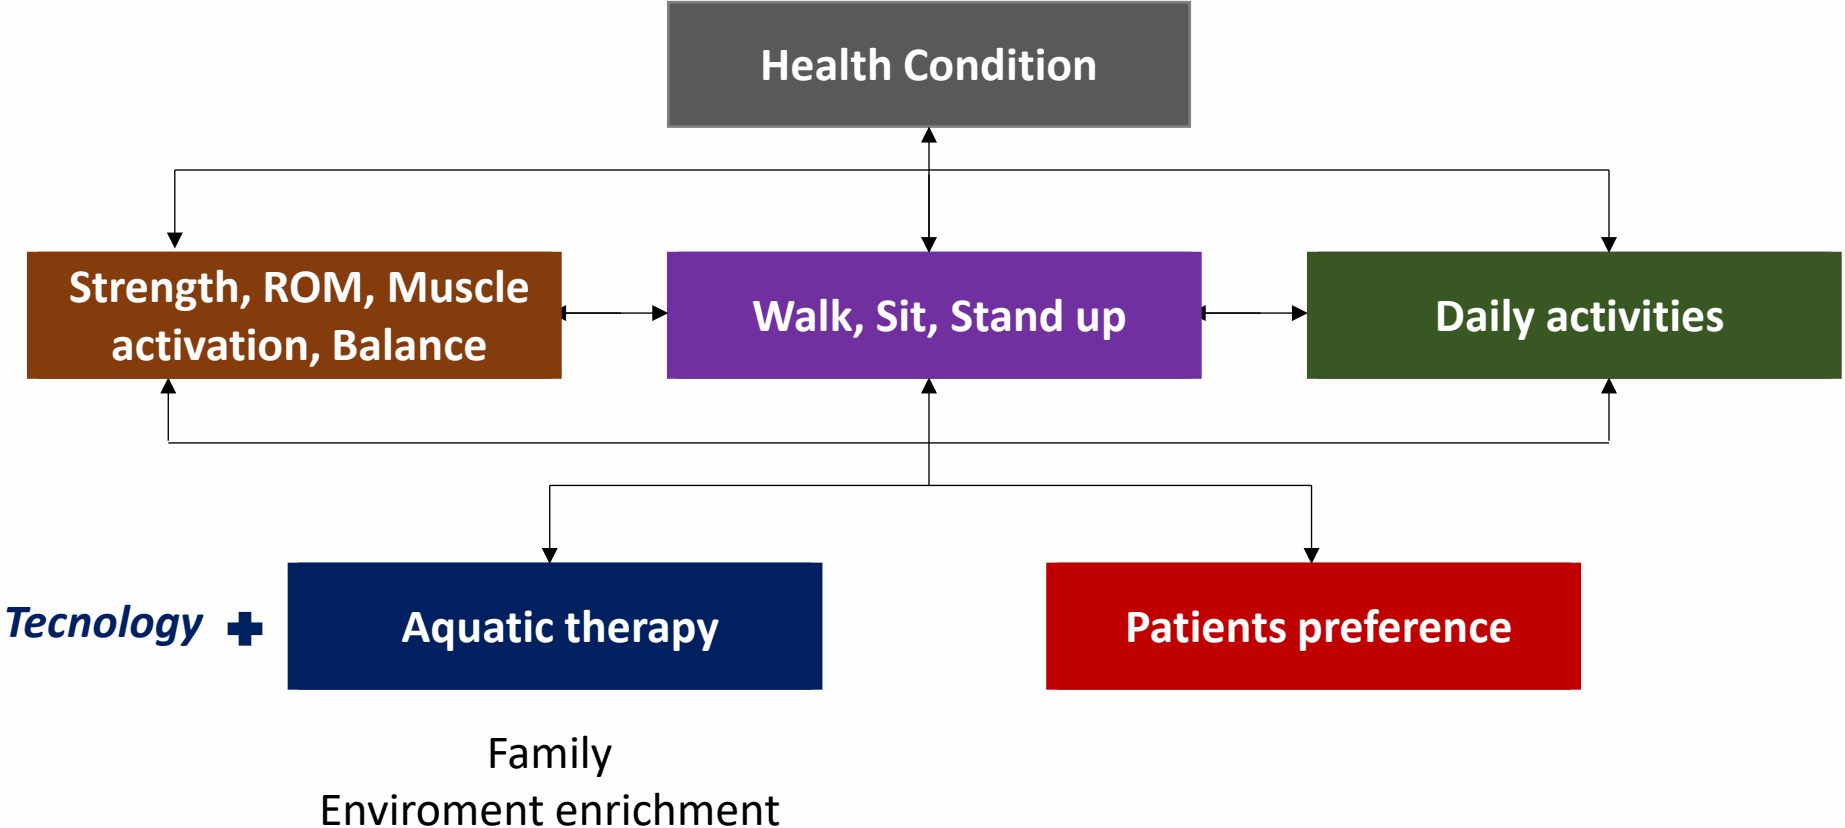 Health Condition
Strength, ROM, Muscle
activation, Balance
Walk, Sit, Stand up
Daily activities
Tecnology
Aquatic therapy
Patients preference
Family
Enviroment enrichment